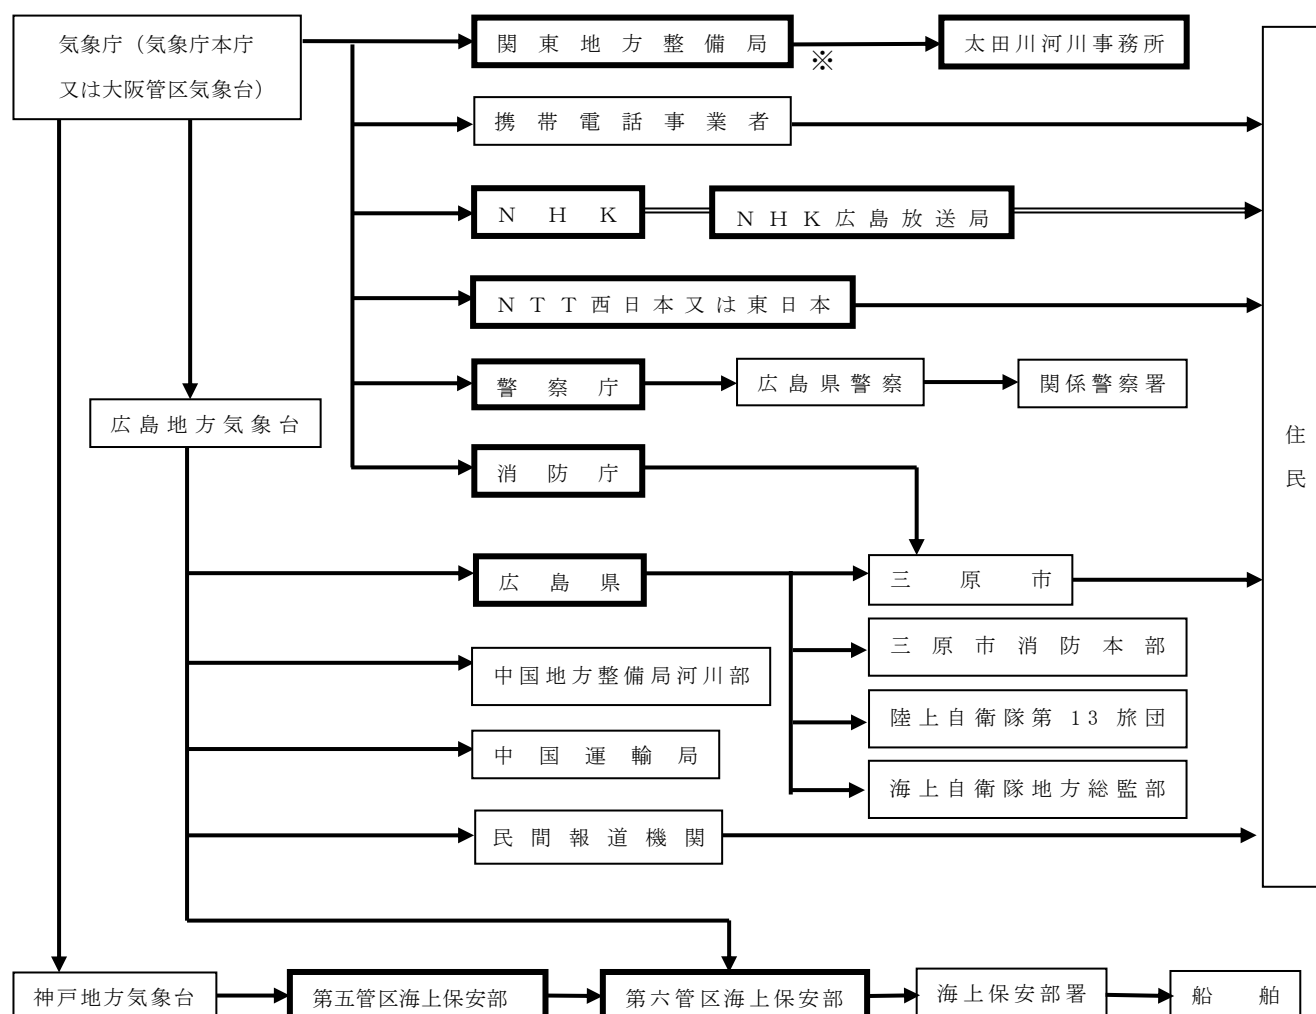 気象庁（気象庁本庁
又は大阪管区気象台）
関東地方整備局
※
太田川河川事務所
携帯電話事業者
ＮＨＫ
ＮＨＫ広島放送局
ＮＴＴ西日本又は東日本
警察庁
広島県警察
関係警察署
広島地方気象台
消防庁
住
民
広島県
三原市
三原市消防本部
中国地方整備局河川部
陸上自衛隊第 13 旅団
中国運輸局
海上自衛隊地方総監部
民間報道機関
神戸地方気象台
第五管区海上保安部
第六管区海上保安部
海上保安部署
船舶